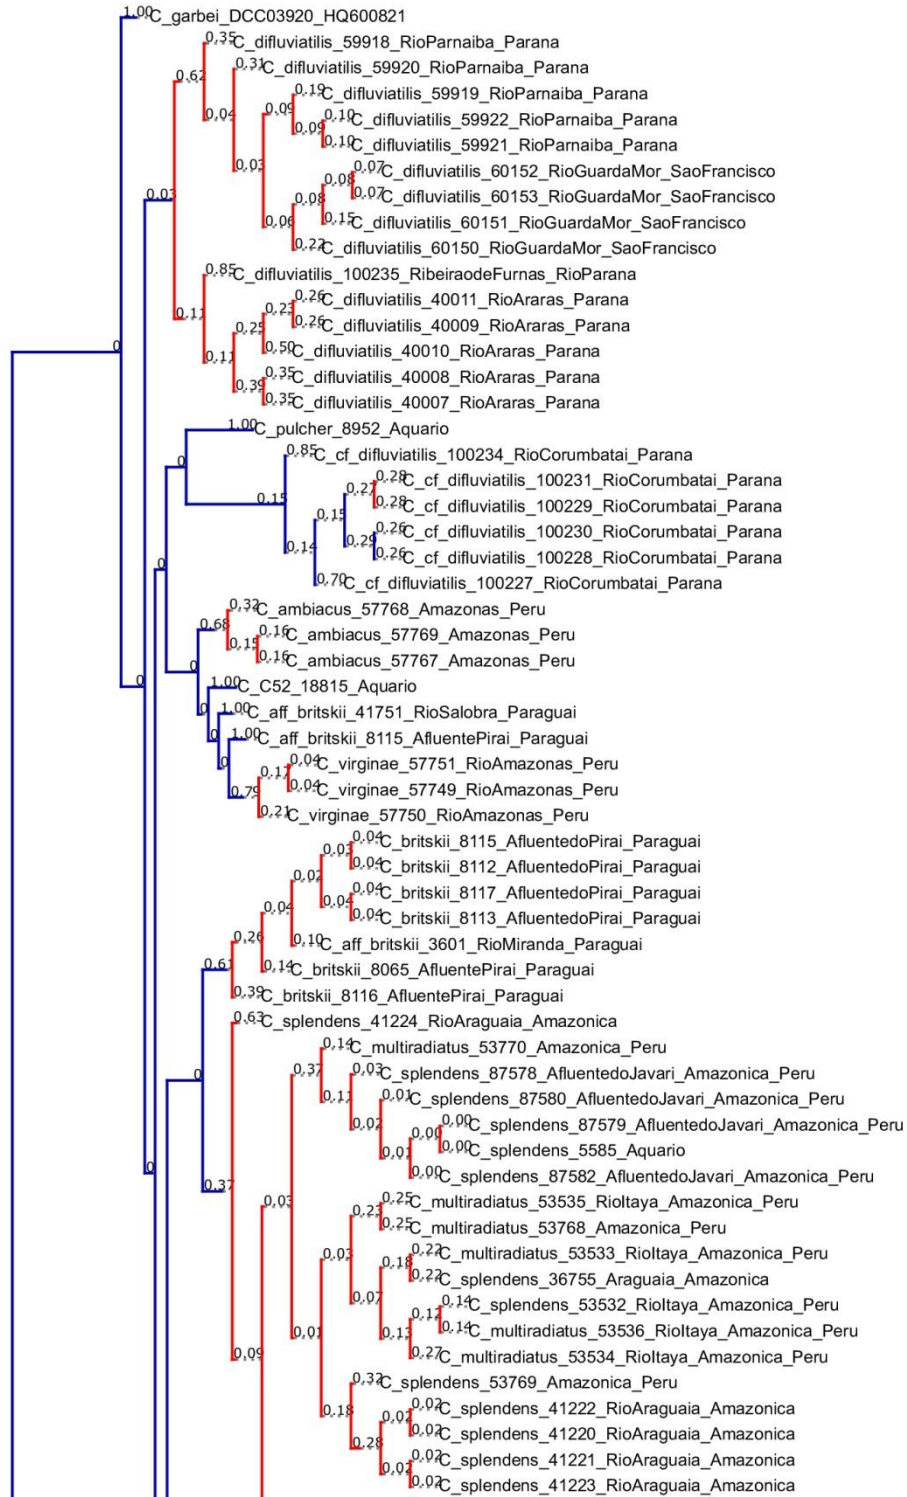 1.00 C_garbei_DCC03920_HQ600821
0.35 C_difluviatilis_59918_RioParnaiba_Parana
0.31 C_difluviatilis_59920_RioParnaiba_Parana
0.62
0.19 C_difluviatilis_59919_RioParnaiba_Parana
0.09
0.04 0.10 C_difluviatilis_59922_RioParnaiba_Parana
0.09
0.10 C_difluviatilis_59921_RioParnaiba_Parana
0.03 0.07 C_difluviatilis_60152_RioGuardaMor_SaoFrancisco
0.08
0.03 0.08 0.07 C_difluviatilis_60153_RioGuardaMor_SaoFrancisco
0.06 0.15 C_difluviatilis_60151_RioGuardaMor_SaoFrancisco
0.22 C_difluviatilis_60150_RioGuardaMor_SaoFrancisco
0.85 C_difluviatilis_100235_RibeiraodeFurnas_RioParana
0.26 C_difluviatilis_40011_RioAraras_Parana
0.11 0.23
0.25 0.26 C_difluviatilis_40009_RioAraras_Parana
0 0.50 C_difluviatilis_40010_RioAraras_Parana
0.11
0.39 0.35 C_difluviatilis_40008_RioAraras_Parana
0.35 C_difluviatilis_40007_RioAraras_Parana
1.00 C_pulcher_8952_Aquario
0.85 C_cf_difluviatilis_100234_RioCorumbatai_Parana
0
0.28 C_cf_difluviatilis_100231_RioCorumbatai_Parana
0.27
0.15 0.28 C_cf_difluviatilis_100229_RioCorumbatai_Parana
0.15 0.26 C_cf_difluviatilis_100230_RioCorumbatai_Parana
0.14 0.29
0.26 C_cf_difluviatilis_100228_RioCorumbatai_Parana
0 0.70 C_cf_difluviatilis_100227_RioCorumbatai_Parana
0.32 C_ambiacus_57768_Amazonas_Peru
0.68 0.16 C_ambiacus_57769_Amazonas_Peru
0.15
0.16 C_ambiacus_57767_Amazonas_Peru
0
0 1.00 C_C52_18815_Aquario
0 1.00 C_aff_britskii_41751_RioSalobra_Paraguai
0 1.00 C_aff_britskii_8115_AfluentePirai_Paraguai
0 0.04 C_virginae_57751_RioAmazonas_Peru
0.17
0.79 0.04 C_virginae_57749_RioAmazonas_Peru
0.21 C_virginae_57750_RioAmazonas_Peru
0.04 C_britskii_8115_AfluentedoPirai_Paraguai
0.03
0.02 0.04 C_britskii_8112_AfluentedoPirai_Paraguai
0.04 0.04 C_britskii_8117_AfluentedoPirai_Paraguai
0.04
0.04 C_britskii_8113_AfluentedoPirai_Paraguai
0.26 0.10 C_aff_britskii_3601_RioMiranda_Paraguai
0.61 0.14 C_britskii_8065_AfluentePirai_Paraguai
0.39 C_britskii_8116_AfluentePirai_Paraguai
0.63 C_splendens_41224_RioAraguaia_Amazonica
0.14 C_multiradiatus_53770_Amazonica_Peru
0 0.37 0.03 C_splendens_87578_AfluentedoJavari_Amazonica_Peru
0.11
0.01 C_splendens_87580_AfluentedoJavari_Amazonica_Peru
0.02 0.00 C_splendens_87579_AfluentedoJavari_Amazonica_Peru
0.00
0 0.01 0.00 C_splendens_5585_Aquario
0.00 C_splendens_87582_AfluentedoJavari_Amazonica_Peru
0.37
0.03 0.23 0.25 C_multiradiatus_53535_RioItaya_Amazonica_Peru
0.25 C_multiradiatus_53768_Amazonica_Peru
0.03 0.22 C_multiradiatus_53533_RioItaya_Amazonica_Peru
0.18
0.22 C_splendens_36755_Araguaia_Amazonica
0.07 0.14 C_splendens_53532_RioItaya_Amazonica_Peru
0.12
0.01 0.13 0.14 C_multiradiatus_53536_RioItaya_Amazonica_Peru
0.09 0.27 C_multiradiatus_53534_RioItaya_Amazonica_Peru
0.32 C_splendens_53769_Amazonica_Peru
0.18 0.02 C_splendens_41222_RioAraguaia_Amazonica
0.02
0.02 C_splendens_41220_RioAraguaia_Amazonica
0.28 0.02 C_splendens_41221_RioAraguaia_Amazonica
0.02
0.02 C_splendens_41223_RioAraguaia_Amazonica